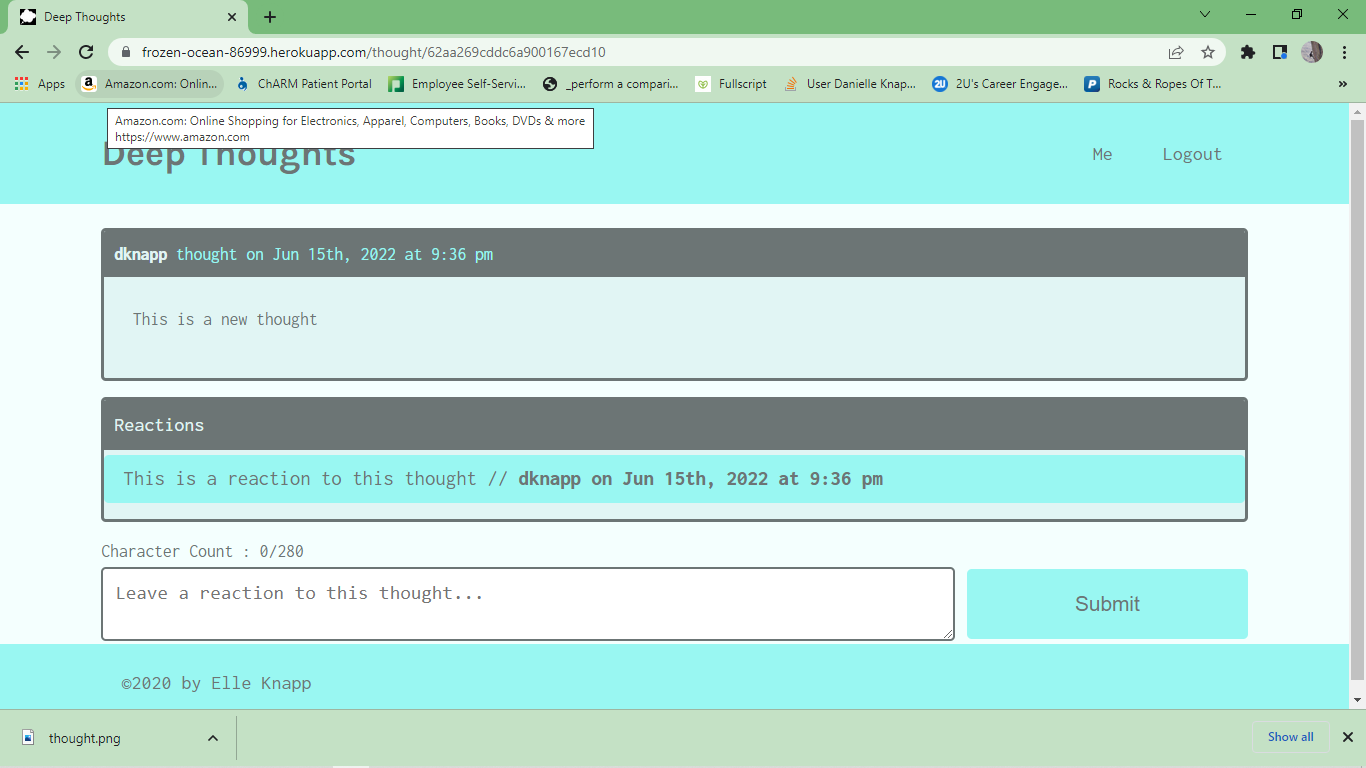 Deep Thoughts
frozen-ocean-86999.herokuapp.com/thought/62aa269cddc6a900167ecd10
Apps Amazon.com: Onlin... ChARM Patient Portal Employee Self-Servi... _perform a compari... Fullscript User Danielle Knap... 2U 2U's Career Engage... Rocks & Ropes Of T... »
Amazon.com: Online Shopping for Electronics, Apparel, Computers, Books, DVDs & more
https://www.amazon.com
Deep Thoughts Me Logout
dknapp thought on Jun 15th, 2022 at 9:36 pm
This is a new thought
Reactions
This is a reaction to this thought // dknapp on Jun 15th, 2022 at 9:36 pm
Character Count : 0/280
Leave a reaction to this thought...
Submit
©2020 by Elle Knapp
thought.png Show all